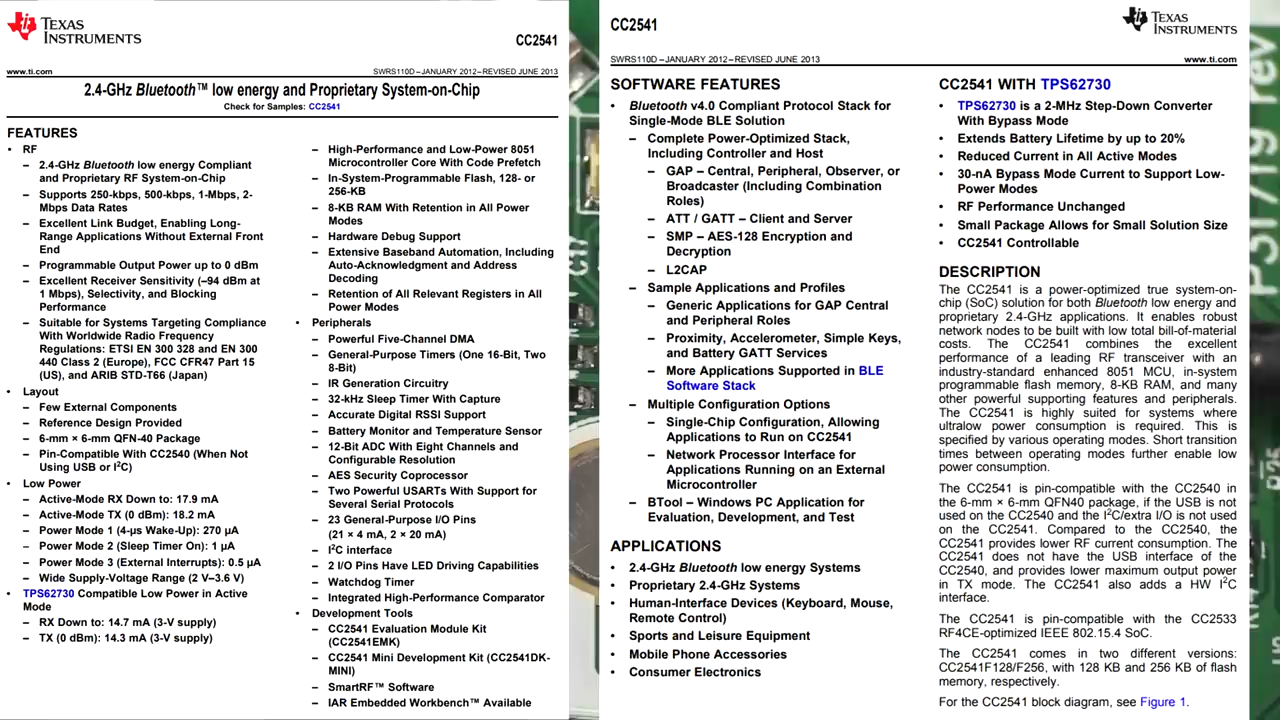 TEXAS
INSTRUMENTS
CC2541
www.ti.com
SWRS110D – JANUARY 2012 – REVISED JUNE 2013
2.4-GHz Bluetooth™ low energy and Proprietary System-on-Chip
Check for Samples: CC2541
FEATURES
• RF
– 2.4-GHz Bluetooth low energy Compliant
and Proprietary RF System-on-Chip
– Supports 250-kbps, 500-kbps, 1-Mbps, 2-
Mbps Data Rates
– Excellent Link Budget, Enabling Long-
Range Applications Without External Front
End
– Programmable Output Power up to 0 dBm
– Excellent Receiver Sensitivity (–94 dBm at
1 Mbps), Selectivity, and Blocking
Performance
– Suitable for Systems Targeting Compliance
With Worldwide Radio Frequency
Regulations: ETSI EN 300 328 and EN 300
440 Class 2 (Europe), FCC CFR47 Part 15
(US), and ARIB STD-T66 (Japan)
• Layout
– Few External Components
– Reference Design Provided
– 6-mm × 6-mm QFN-40 Package
– Pin-Compatible With CC2540 (When Not
Using USB or I²C)
• Low Power
– Active-Mode RX Down to: 17.9 mA
– Active-Mode TX (0 dBm): 18.2 mA
– Power Mode 1 (4-µs Wake-Up): 270 µA
– Power Mode 2 (Sleep Timer On): 1 µA
– Power Mode 3 (External Interrupts): 0.5 µA
– Wide Supply-Voltage Range (2 V–3.6 V)
• TPS62730 Compatible Low Power in Active
Mode
– RX Down to: 14.7 mA (3-V supply)
– TX (0 dBm): 14.3 mA (3-V supply)
– High-Performance and Low-Power 8051
Microcontroller Core With Code Prefetch
– In-System-Programmable Flash, 128- or
256-KB
– 8-KB RAM With Retention in All Power
Modes
– Hardware Debug Support
– Extensive Baseband Automation, Including
Auto-Acknowledgment and Address
Decoding
– Retention of All Relevant Registers in All
Power Modes
• Peripherals
– Powerful Five-Channel DMA
– General-Purpose Timers (One 16-Bit, Two
8-Bit)
– IR Generation Circuitry
– 32-kHz Sleep Timer With Capture
– Accurate Digital RSSI Support
– Battery Monitor and Temperature Sensor
– 12-Bit ADC With Eight Channels and
Configurable Resolution
– AES Security Coprocessor
– Two Powerful USARTs With Support for
Several Serial Protocols
– 23 General-Purpose I/O Pins
(21 × 4 mA, 2 × 20 mA)
– I²C interface
– 2 I/O Pins Have LED Driving Capabilities
– Watchdog Timer
– Integrated High-Performance Comparator
• Development Tools
– CC2541 Evaluation Module Kit
(CC2541EMK)
– CC2541 Mini Development Kit (CC2541DK-
MINI)
– SmartRF™ Software
– IAR Embedded Workbench™ Available
CC2541
TEXAS
INSTRUMENTS
SWRS110D – JANUARY 2012 – REVISED JUNE 2013
www.ti.com
SOFTWARE FEATURES
• Bluetooth v4.0 Compliant Protocol Stack for
Single-Mode BLE Solution
– Complete Power-Optimized Stack,
Including Controller and Host
– GAP – Central, Peripheral, Observer, or
Broadcaster (Including Combination
Roles)
– ATT / GATT – Client and Server
– SMP – AES-128 Encryption and
Decryption
– L2CAP
– Sample Applications and Profiles
– Generic Applications for GAP Central
and Peripheral Roles
– Proximity, Accelerometer, Simple Keys,
and Battery GATT Services
– More Applications Supported in BLE
Software Stack
– Multiple Configuration Options
– Single-Chip Configuration, Allowing
Applications to Run on CC2541
– Network Processor Interface for
Applications Running on an External
Microcontroller
– BTool – Windows PC Application for
Evaluation, Development, and Test
APPLICATIONS
• 2.4-GHz Bluetooth low energy Systems
• Proprietary 2.4-GHz Systems
• Human-Interface Devices (Keyboard, Mouse,
Remote Control)
• Sports and Leisure Equipment
• Mobile Phone Accessories
• Consumer Electronics
CC2541 WITH TPS62730
• TPS62730 is a 2-MHz Step-Down Converter
With Bypass Mode
• Extends Battery Lifetime by up to 20%
• Reduced Current in All Active Modes
• 30-nA Bypass Mode Current to Support Low-
Power Modes
• RF Performance Unchanged
• Small Package Allows for Small Solution Size
• CC2541 Controllable
DESCRIPTION
The CC2541 is a power-optimized true system-on-
chip (SoC) solution for both Bluetooth low energy and
proprietary 2.4-GHz applications. It enables robust
network nodes to be built with low total bill-of-material
costs. The CC2541 combines the excellent
performance of a leading RF transceiver with an
industry-standard enhanced 8051 MCU, in-system
programmable flash memory, 8-KB RAM, and many
other powerful supporting features and peripherals.
The CC2541 is highly suited for systems where
ultralow power consumption is required. This is
specified by various operating modes. Short transition
times between operating modes further enable low
power consumption.
The CC2541 is pin-compatible with the CC2540 in
the 6-mm × 6-mm QFN40 package, if the USB is not
used on the CC2540 and the I²C/extra I/O is not used
on the CC2541. Compared to the CC2540, the
CC2541 provides lower RF current consumption. The
CC2541 does not have the USB interface of the
CC2540, and provides lower maximum output power
in TX mode. The CC2541 also adds a HW I²C
interface.
The CC2541 is pin-compatible with the CC2533
RF4CE-optimized IEEE 802.15.4 SoC.
The CC2541 comes in two different versions:
CC2541F128/F256, with 128 KB and 256 KB of flash
memory, respectively.
For the CC2541 block diagram, see Figure 1.